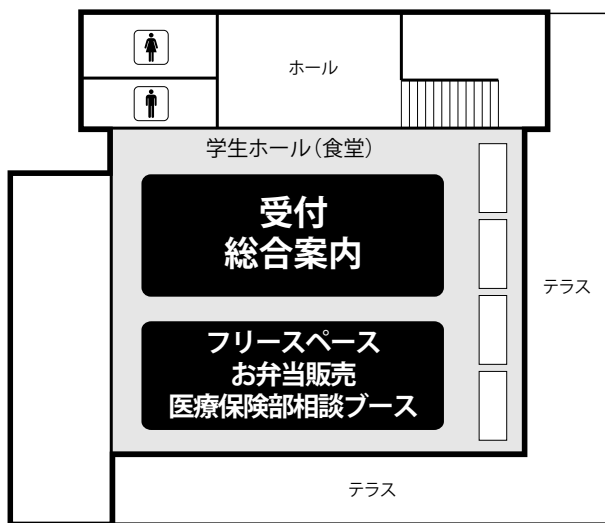 ホール
学生ホール（食堂）
受付
総合案内
テラス
フリースペース
お弁当販売
医療保険部相談ブース
テラス